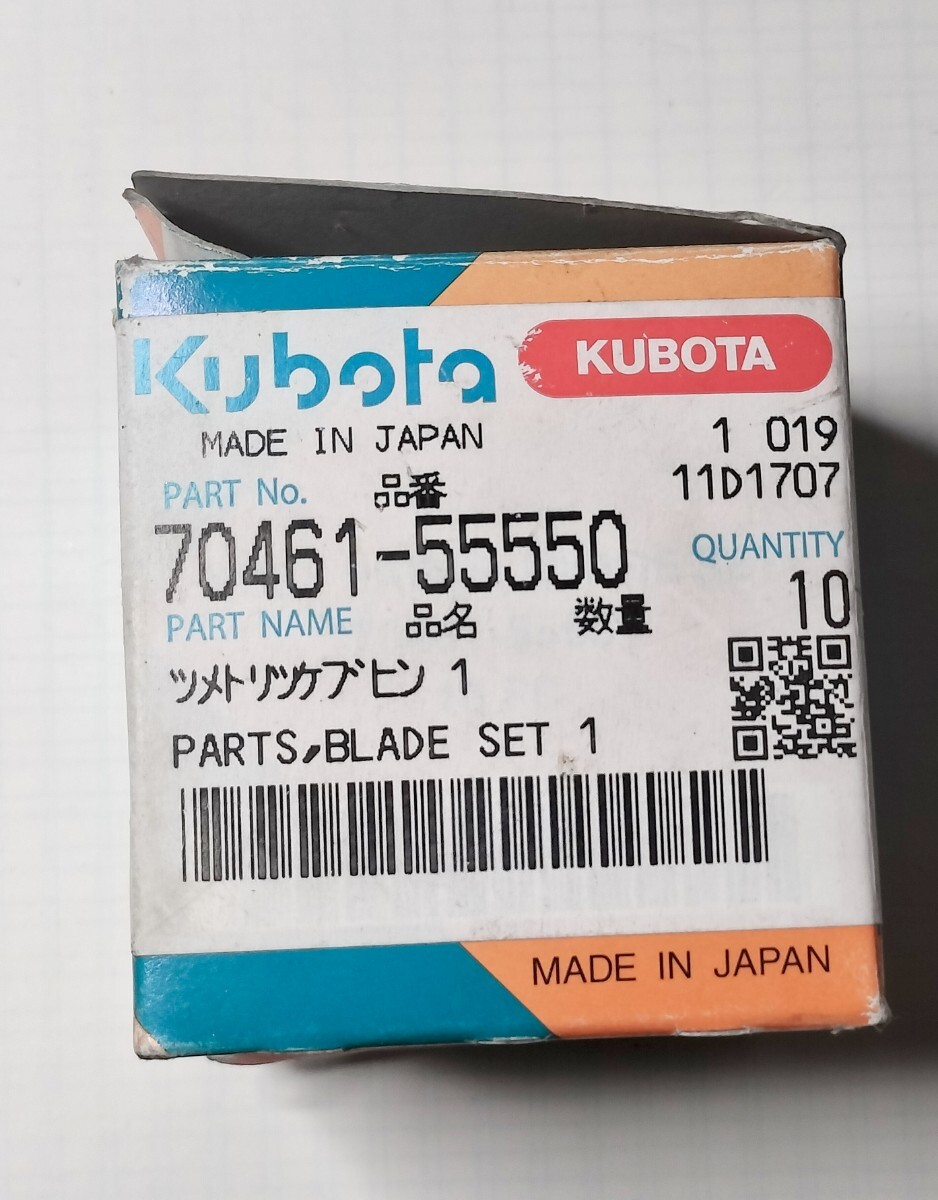 Kubota KUBOTA
MADE IN JAPAN 1 019
PART No. 品番 11D1707
70461-55550 QUANTITY
PART NAME 品名 数量 10
ツメトリツケブヒン 1
PARTS,BLADE SET 1
MADE IN JAPAN